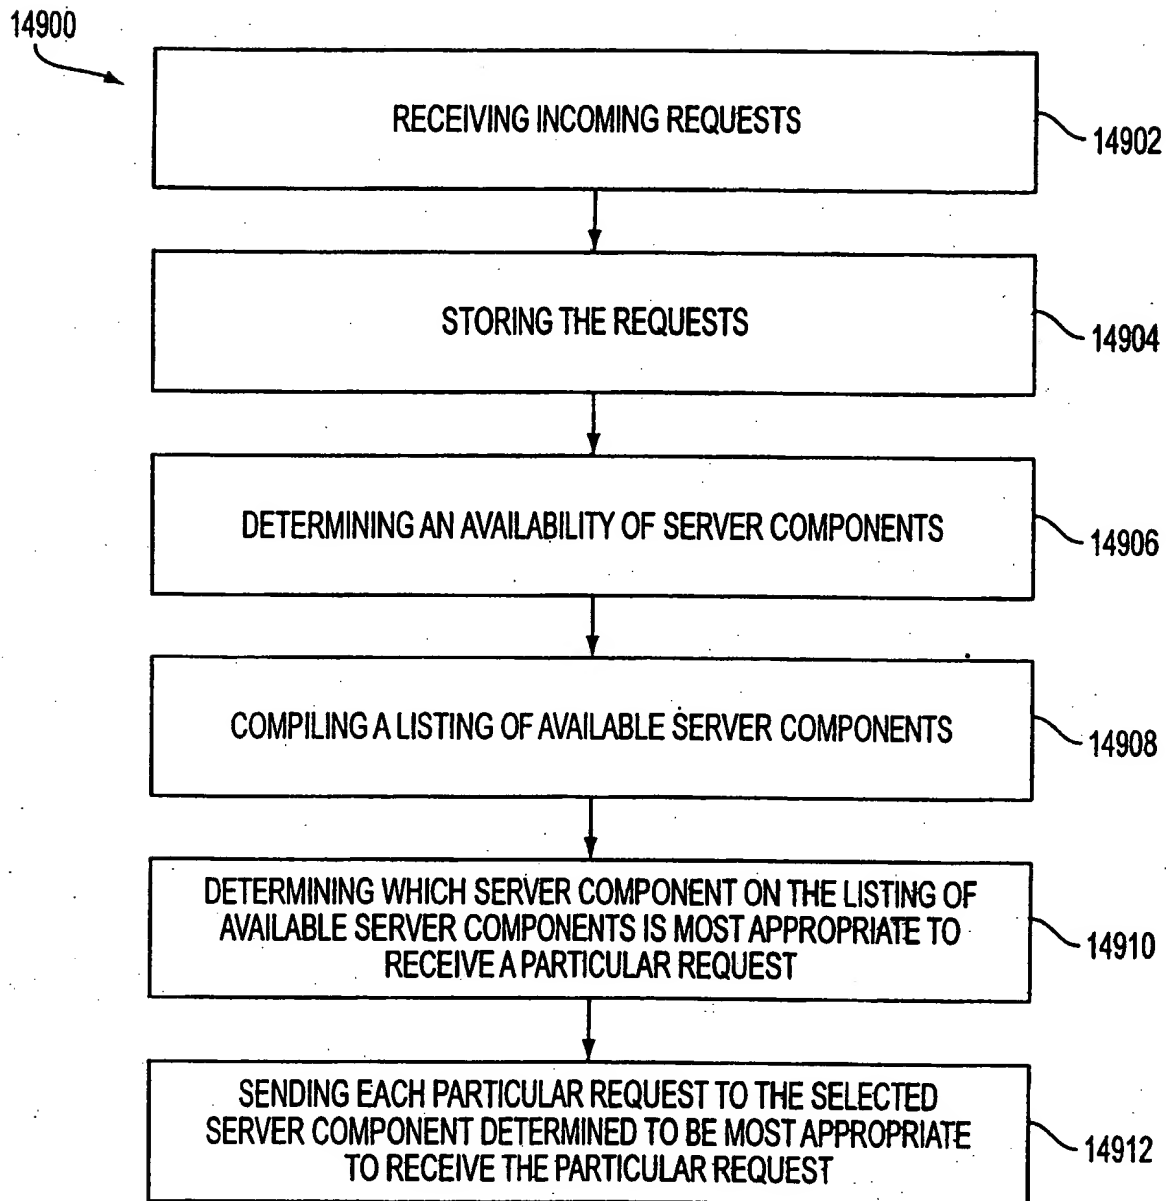 14900
RECEIVING INCOMING REQUESTS
14902
STORING THE REQUESTS
14904
DETERMINING AN AVAILABILITY OF SERVER COMPONENTS
14906
COMPILING A LISTING OF AVAILABLE SERVER COMPONENTS
14908
DETERMINING WHICH SERVER COMPONENT ON THE LISTING OF
AVAILABLE SERVER COMPONENTS IS MOST APPROPRIATE TO
RECEIVE A PARTICULAR REQUEST
14910
SENDING EACH PARTICULAR REQUEST TO THE SELECTED
SERVER COMPONENT DETERMINED TO BE MOST APPROPRIATE
TO RECEIVE THE PARTICULAR REQUEST
14912